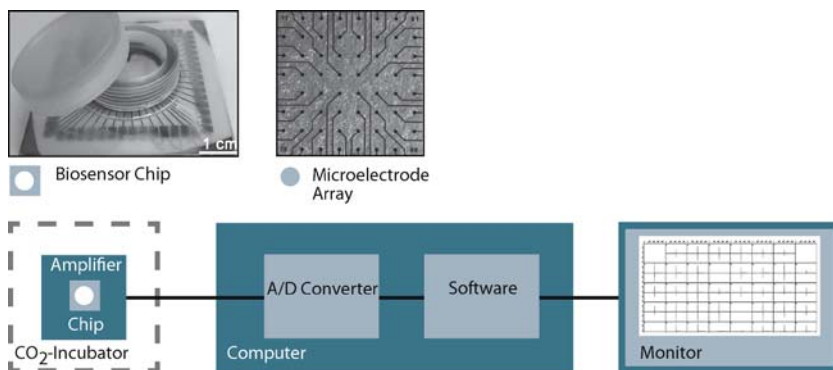 1 cm
Biosensor Chip
Microelectrode
Array
Amplifier
Chip
CO₂-Incubator
A/D Converter
Software
Computer
Monitor